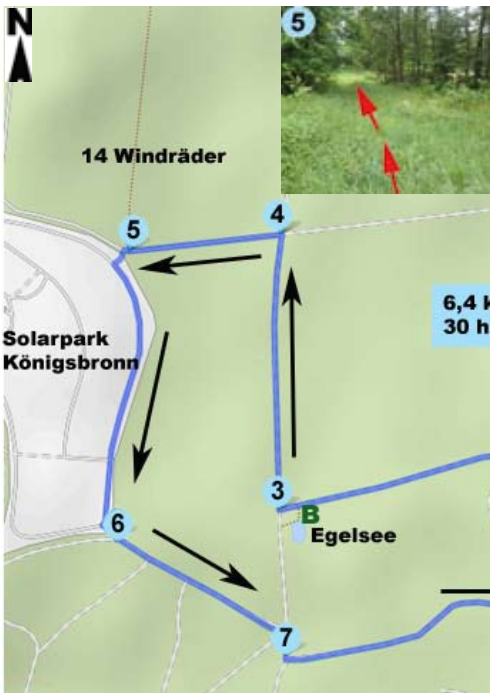 N
5
14 Windräder
5
4
6,4 k
30 h
Solarpark
Königsbronn
3
B
6
Egelsee
7